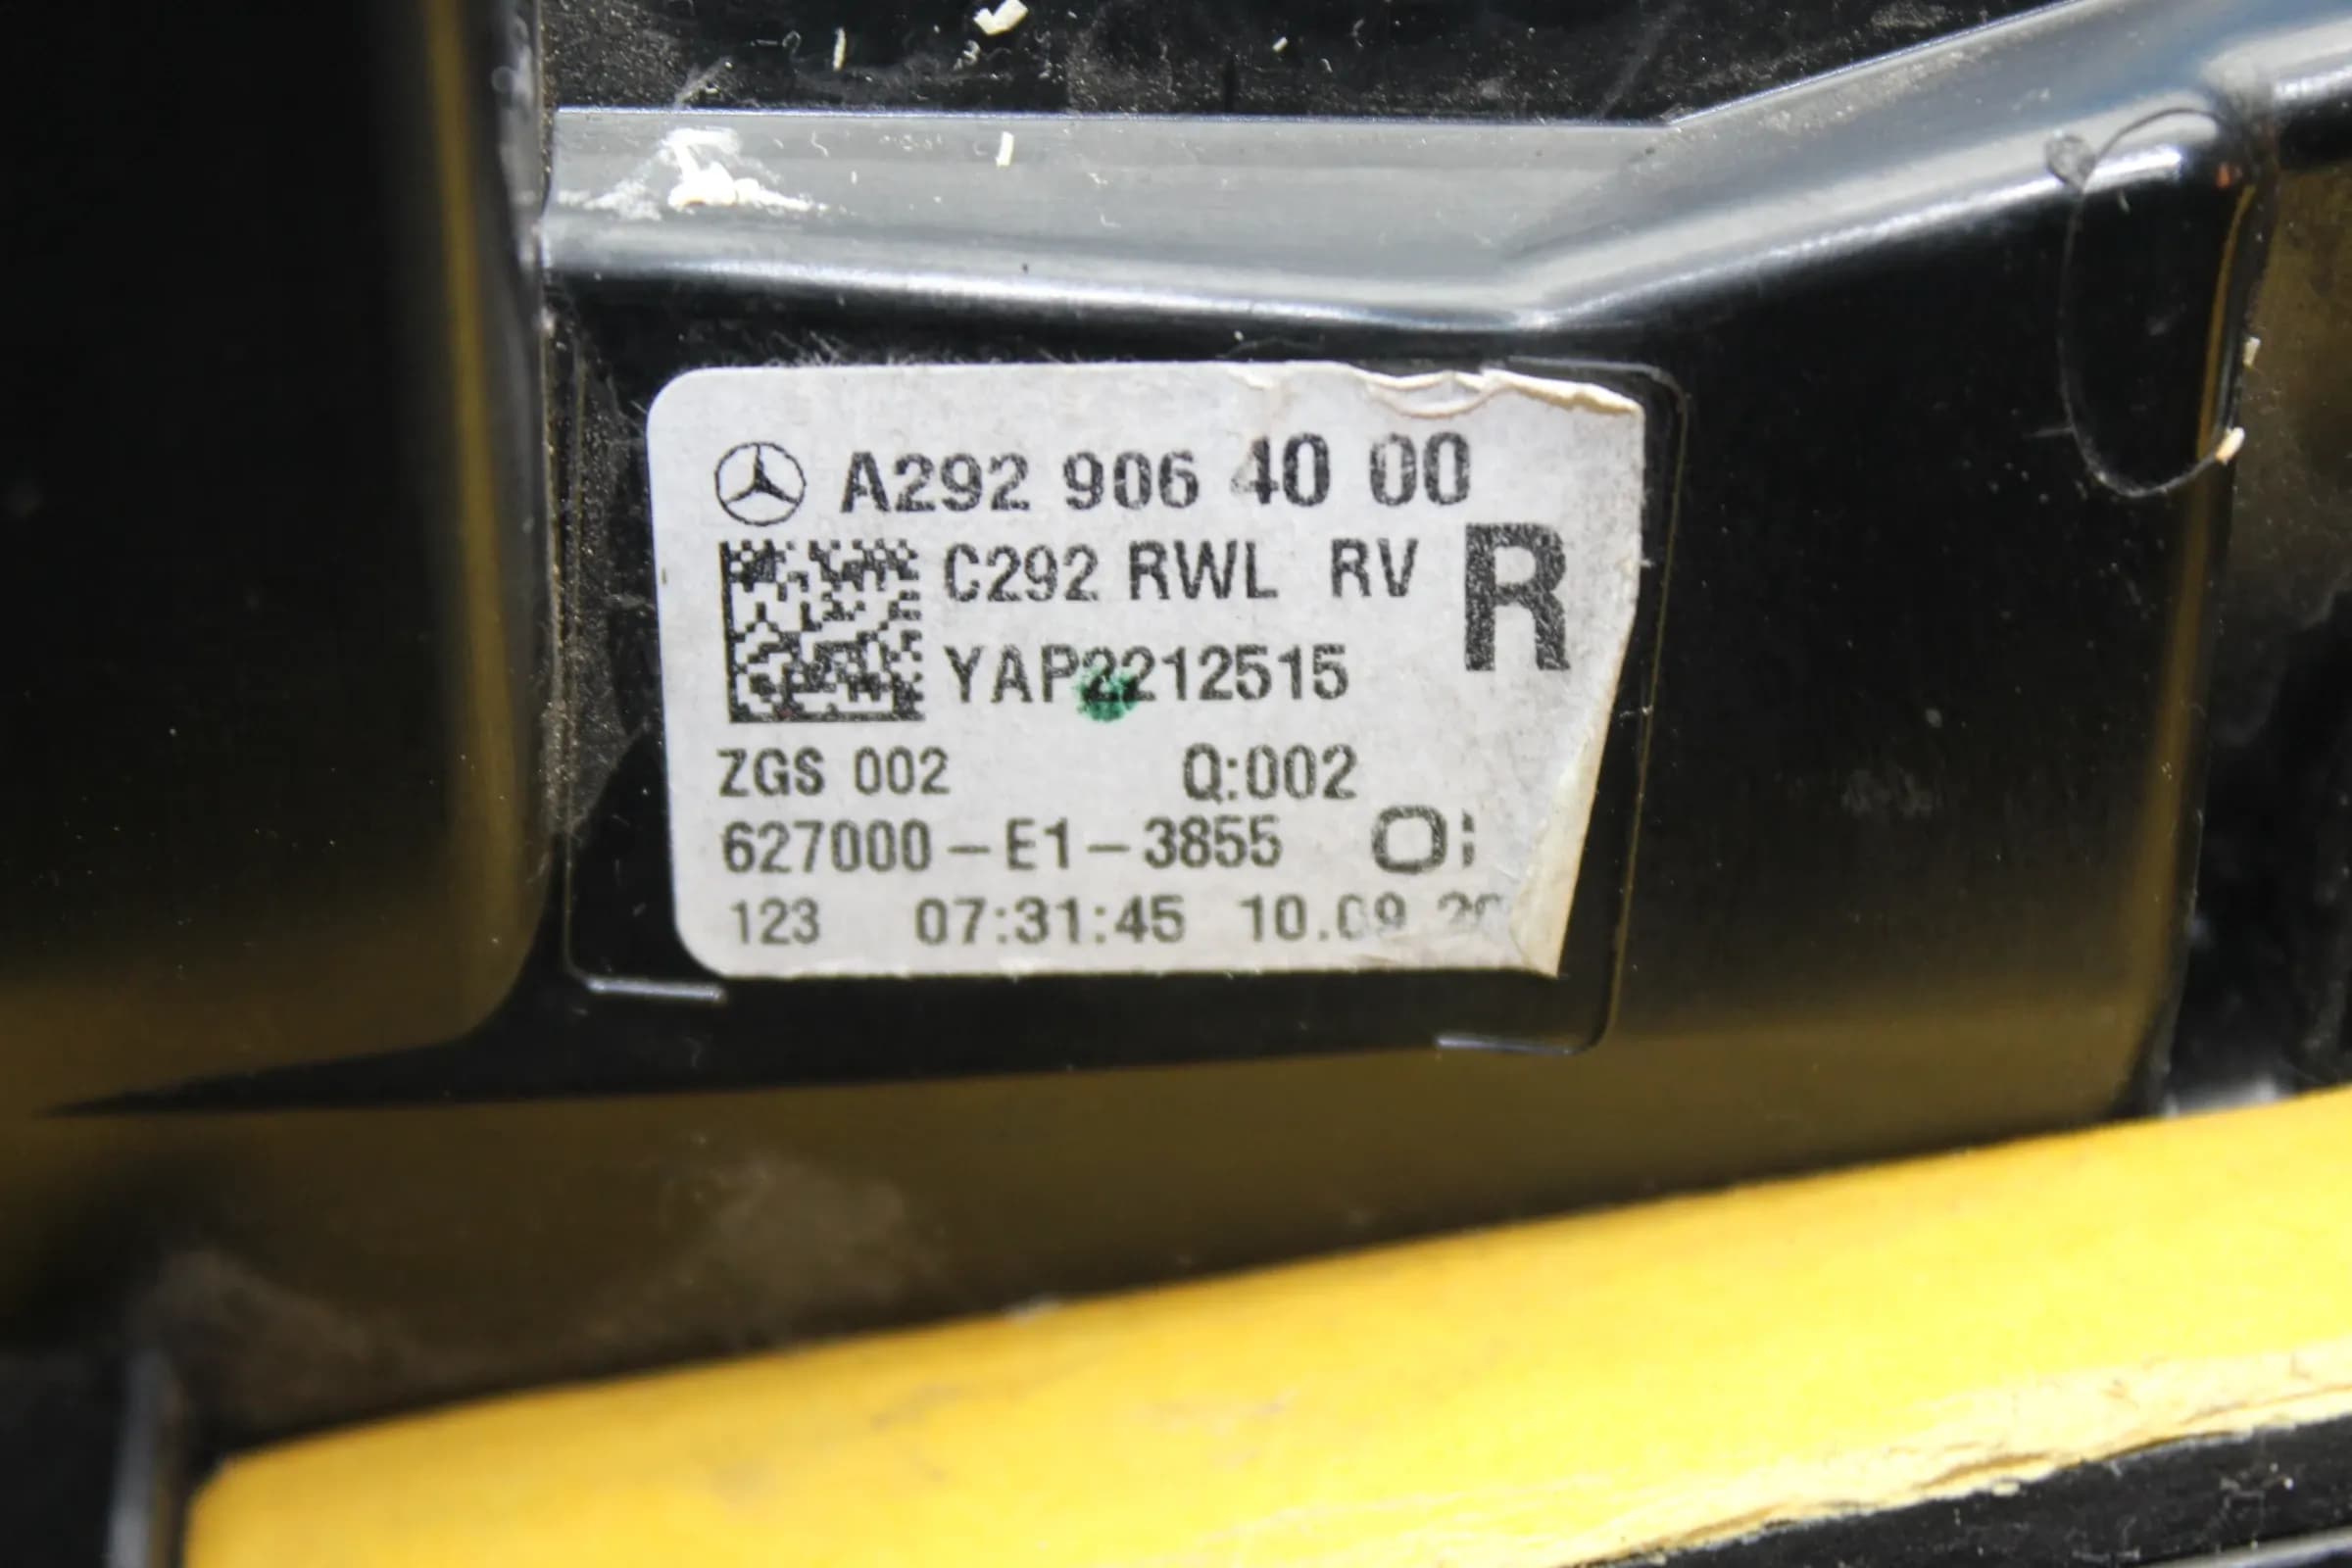 A292 906 40 00
C292 RWL RV R
YAP2212515
ZGS 002 Q:002
627000-E1-3855
123 07:31:45 10.09.20